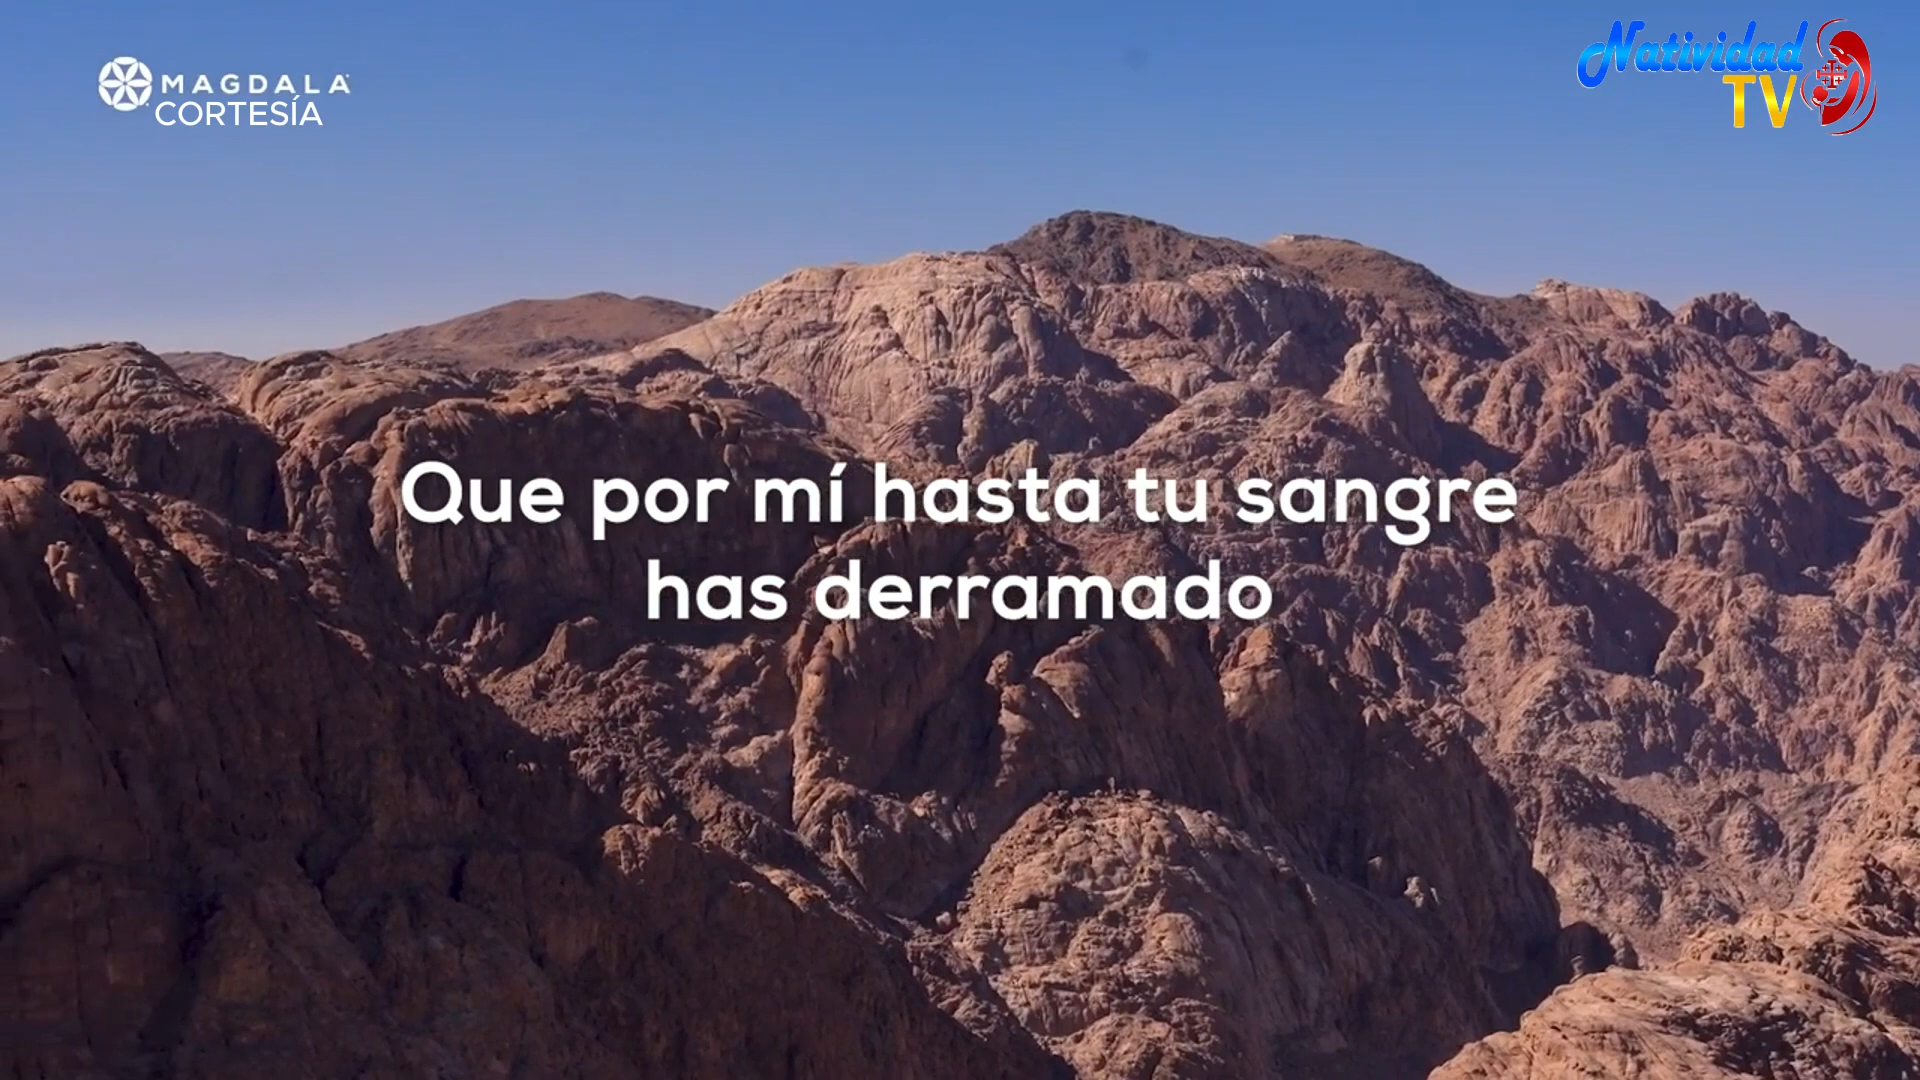 MAGDALA
CORTESÍA
Natividad
TV
Que por mí hasta tu sangre
has derramado